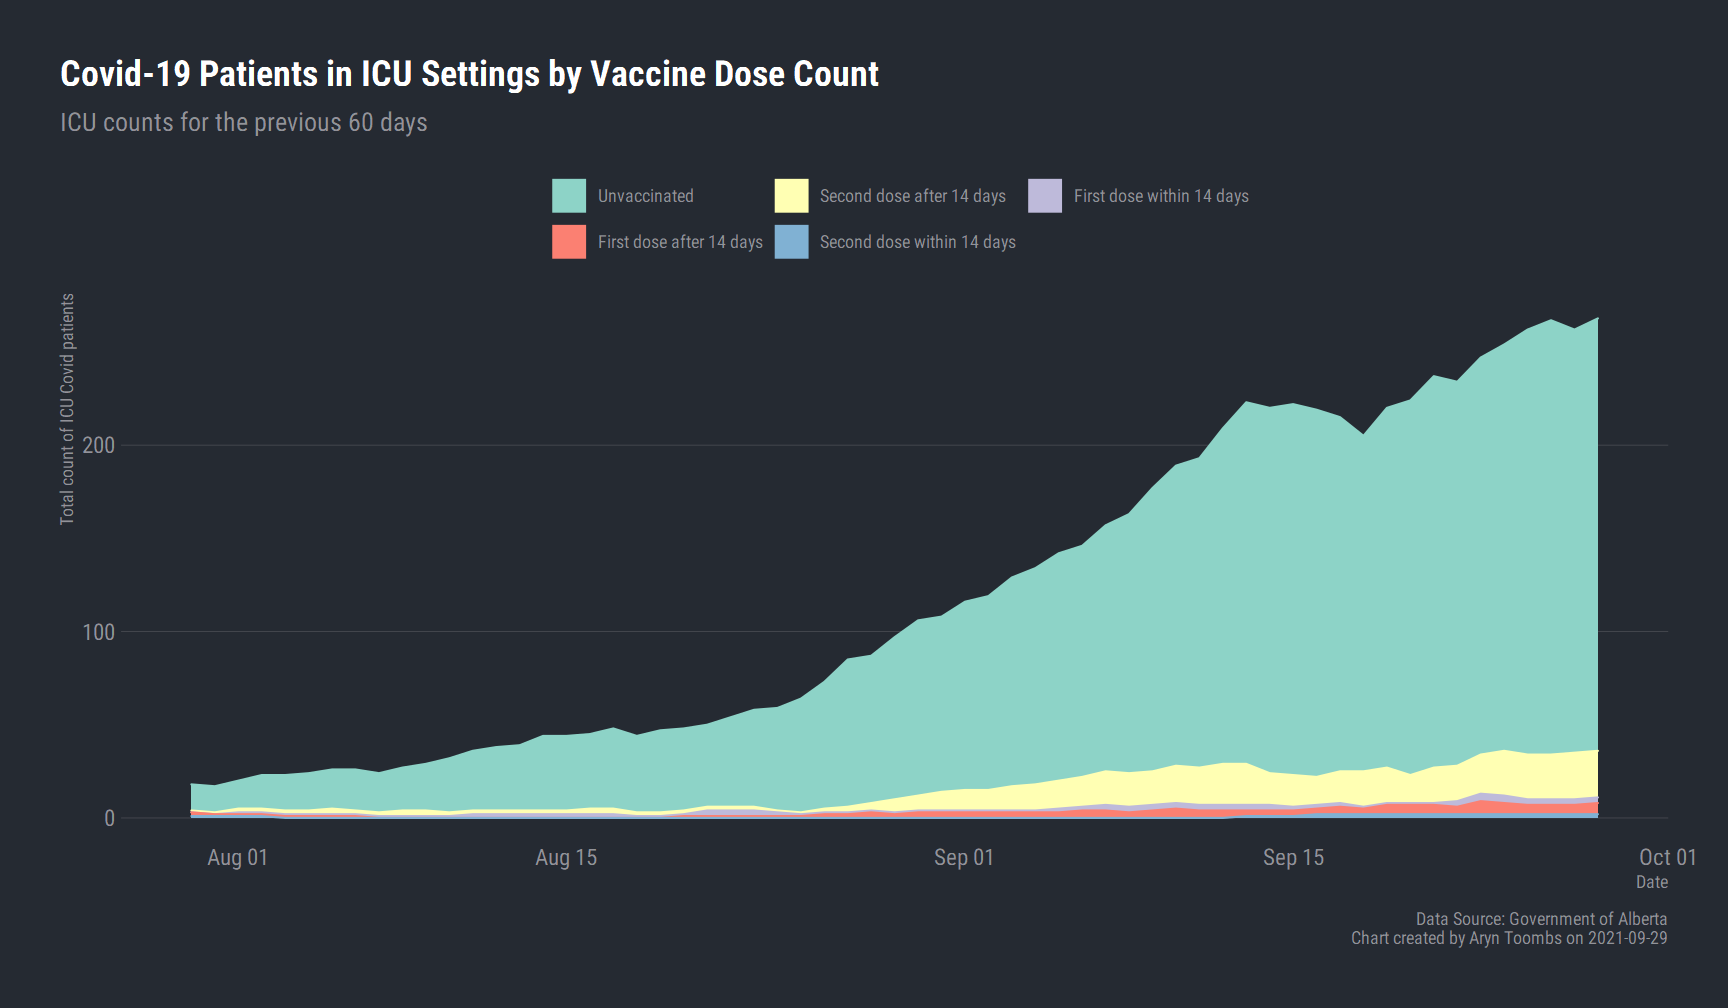 Covid-19 Patients in ICU Settings by Vaccine Dose Count
ICU counts for the previous 60 days
Unvaccinated
Second dose after 14 days
First dose within 14 days
First dose after 14 days
Second dose within 14 days
Total count of ICU Covid patients
200
100
0
Aug 01
Aug 15
Sep 01
Sep 15
Oct 01
Date
Data Source: Government of Alberta
Chart created by Aryn Toombs on 2021-09-29